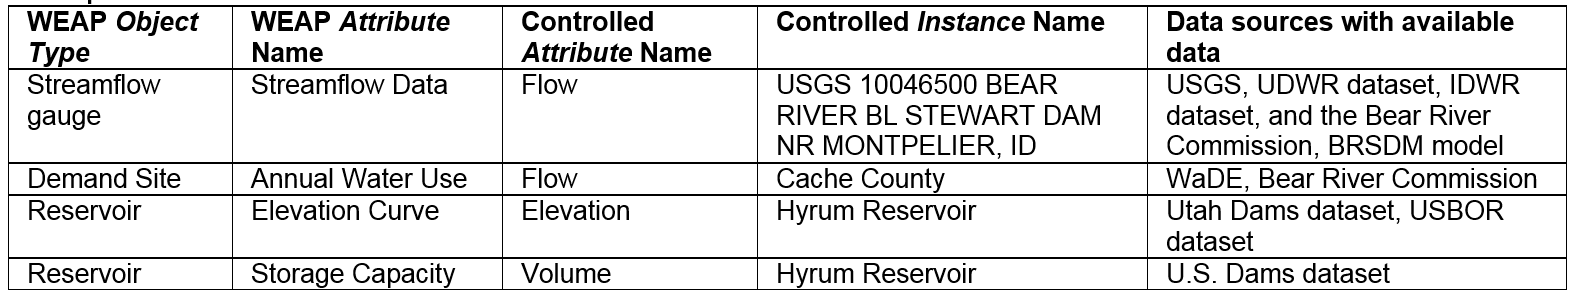 WEAP Object Type
WEAP Attribute Name
Controlled Attribute Name
Controlled Instance Name
Data sources with available data
Streamflow gauge
Streamflow Data
Flow
USGS 10046500 BEAR
RIVER BL STEWART DAM
NR MONTPELIER, ID
USGS, UDWR dataset, IDWR
dataset, and the Bear River
Commission, BRSDM model
Demand Site
Annual Water Use
Flow
Cache County
WaDE, Bear River Commission
Reservoir
Elevation Curve
Elevation
Hyrum Reservoir
Utah Dams dataset, USBOR
dataset
Reservoir
Storage Capacity
Volume
Hyrum Reservoir
U.S. Dams dataset